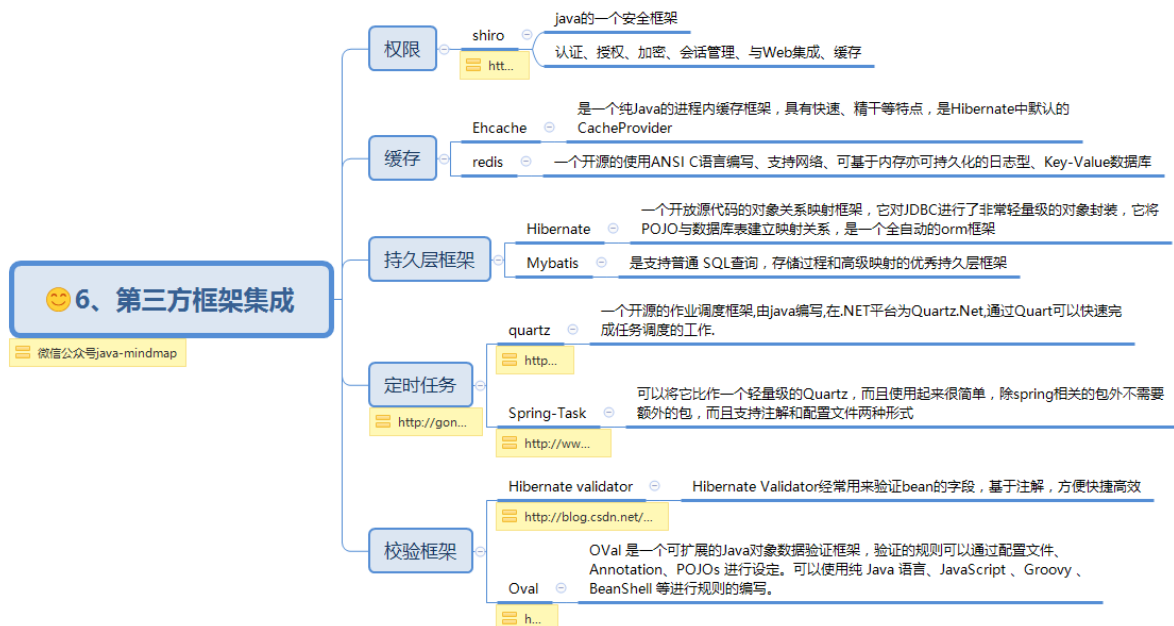 java的一个安全框架
权限
shiro
htt...
认证、授权、加密、会话管理、与Web集成、缓存
是一个纯Java的进程内缓存框架，具有快速、精干等特点，是Hibernate中默认的
CacheProvider
Ehcache
缓存
redis
一个开源的使用ANSI C语言编写、支持网络、可基于内存亦可持久化的日志型、Key-Value数据库
一个开放源代码的对象关系映射框架，它对JDBC进行了非常轻量级的对象封装，它将
POJO与数据库表建立映射关系，是一个全自动的orm框架
Hibernate
持久层框架
Mybatis
是支持普通 SQL查询，存储过程和高级映射的优秀持久层框架
6、第三方框架集成
微信公众号java-mindmap
一个开源的作业调度框架,由java编写,在.NET平台为Quartz.Net,通过Quart可以快速完
成任务调度的工作.
quartz
http...
定时任务
http://gon...
可以将它比作一个轻量级的Quartz，而且使用起来很简单，除spring相关的包外不需要
额外的包，而且支持注解和配置文件两种形式
Spring-Task
http://ww...
Hibernate validator
Hibernate Validator经常用来验证bean的字段，基于注解，方便快捷高效
http://blog.csdn.net/...
校验框架
OVal 是一个可扩展的Java对象数据验证框架，验证的规则可以通过配置文件、
Annotation、POJOs 进行设定。可以使用纯 Java 语言、JavaScript 、Groovy 、
BeanShell 等进行规则的编写。
Oval
h...